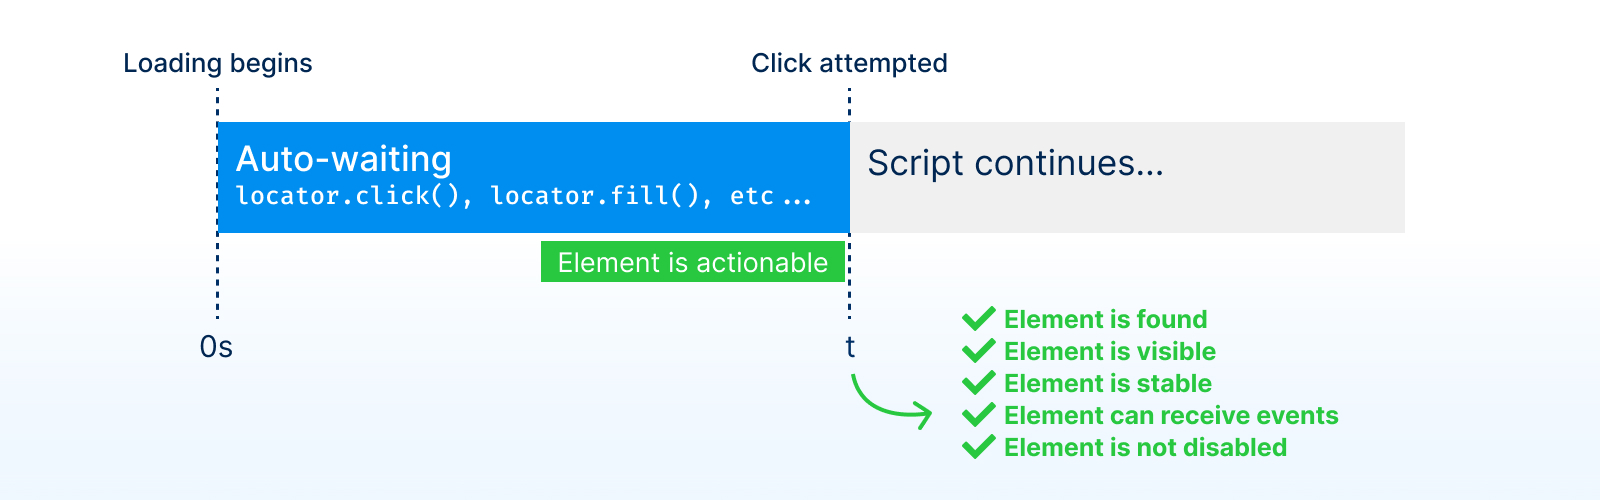 Loading begins
Click attempted
Auto-waiting
locator.click(), locator.fill(), etc...
Script continues...
Element is actionable
0s
t
Element is found
Element is visible
Element is stable
Element can receive events
Element is not disabled